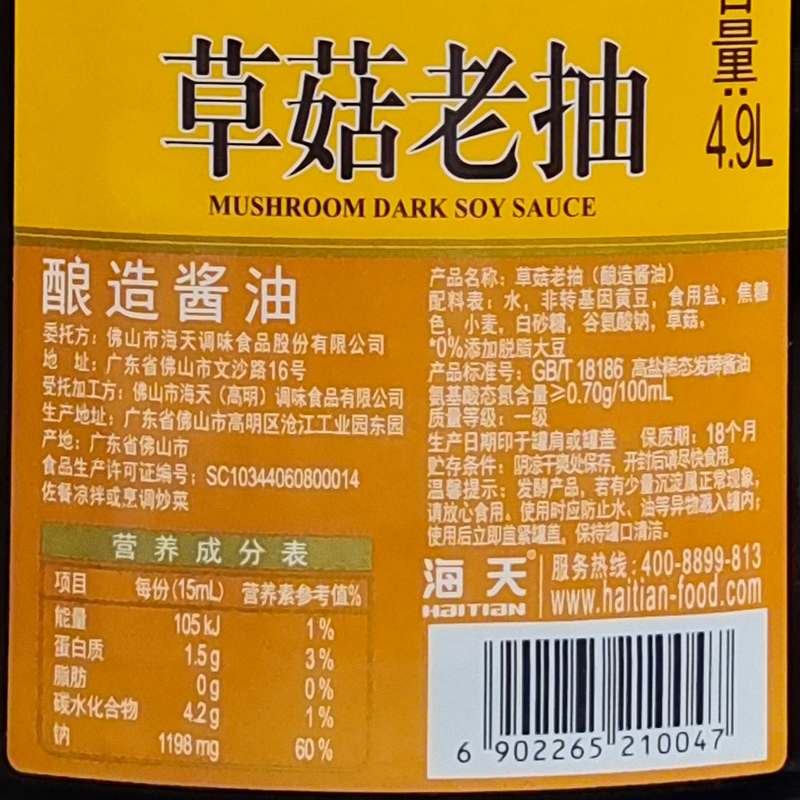 容量：4.9L
草菇老抽
MUSHROOM DARK SOY SAUCE
酿造酱油
委托方：佛山市海天调味食品股份有限公司
地 址：广东省佛山市文沙路16号
受托加工方：佛山市海天（高明）调味食品有限公司
生产地址：广东省佛山市高明区沧江工业园东园
产地：广东省佛山市
食品生产许可证编号：SC10344060800014
佐餐凉拌或烹调炒菜
营养成分表
项目 每份(15mL) 营养素参考值%
能量 105kJ 1%
蛋白质 1.5g 3%
脂肪 0g 0%
碳水化合物 4.2g 1%
钠 1198mg 60%
产品名称：草菇老抽（酿造酱油）
配料表：水，非转基因黄豆，食用盐，焦糖
色，小麦，白砂糖，谷氨酸钠，草菇。
*0%添加脱脂大豆
产品标准号：GB/T 18186 高盐稀态发酵酱油
氨基酸态氮含量≥0.70g/100mL
质量等级：一级
生产日期印于罐肩或罐盖 保质期：18个月
贮存条件：阴凉干爽处保存，开封后请尽快食用。
温馨提示：发酵产品，若有少量沉淀属正常现象，
请放心食用。使用时应防止水、油等异物混入罐内；
使用后立即盖紧罐盖，保持罐口清洁。
海天®
HAITIAN
服务热线：400-8899-813
www.haitian-food.com
6 902265 210047